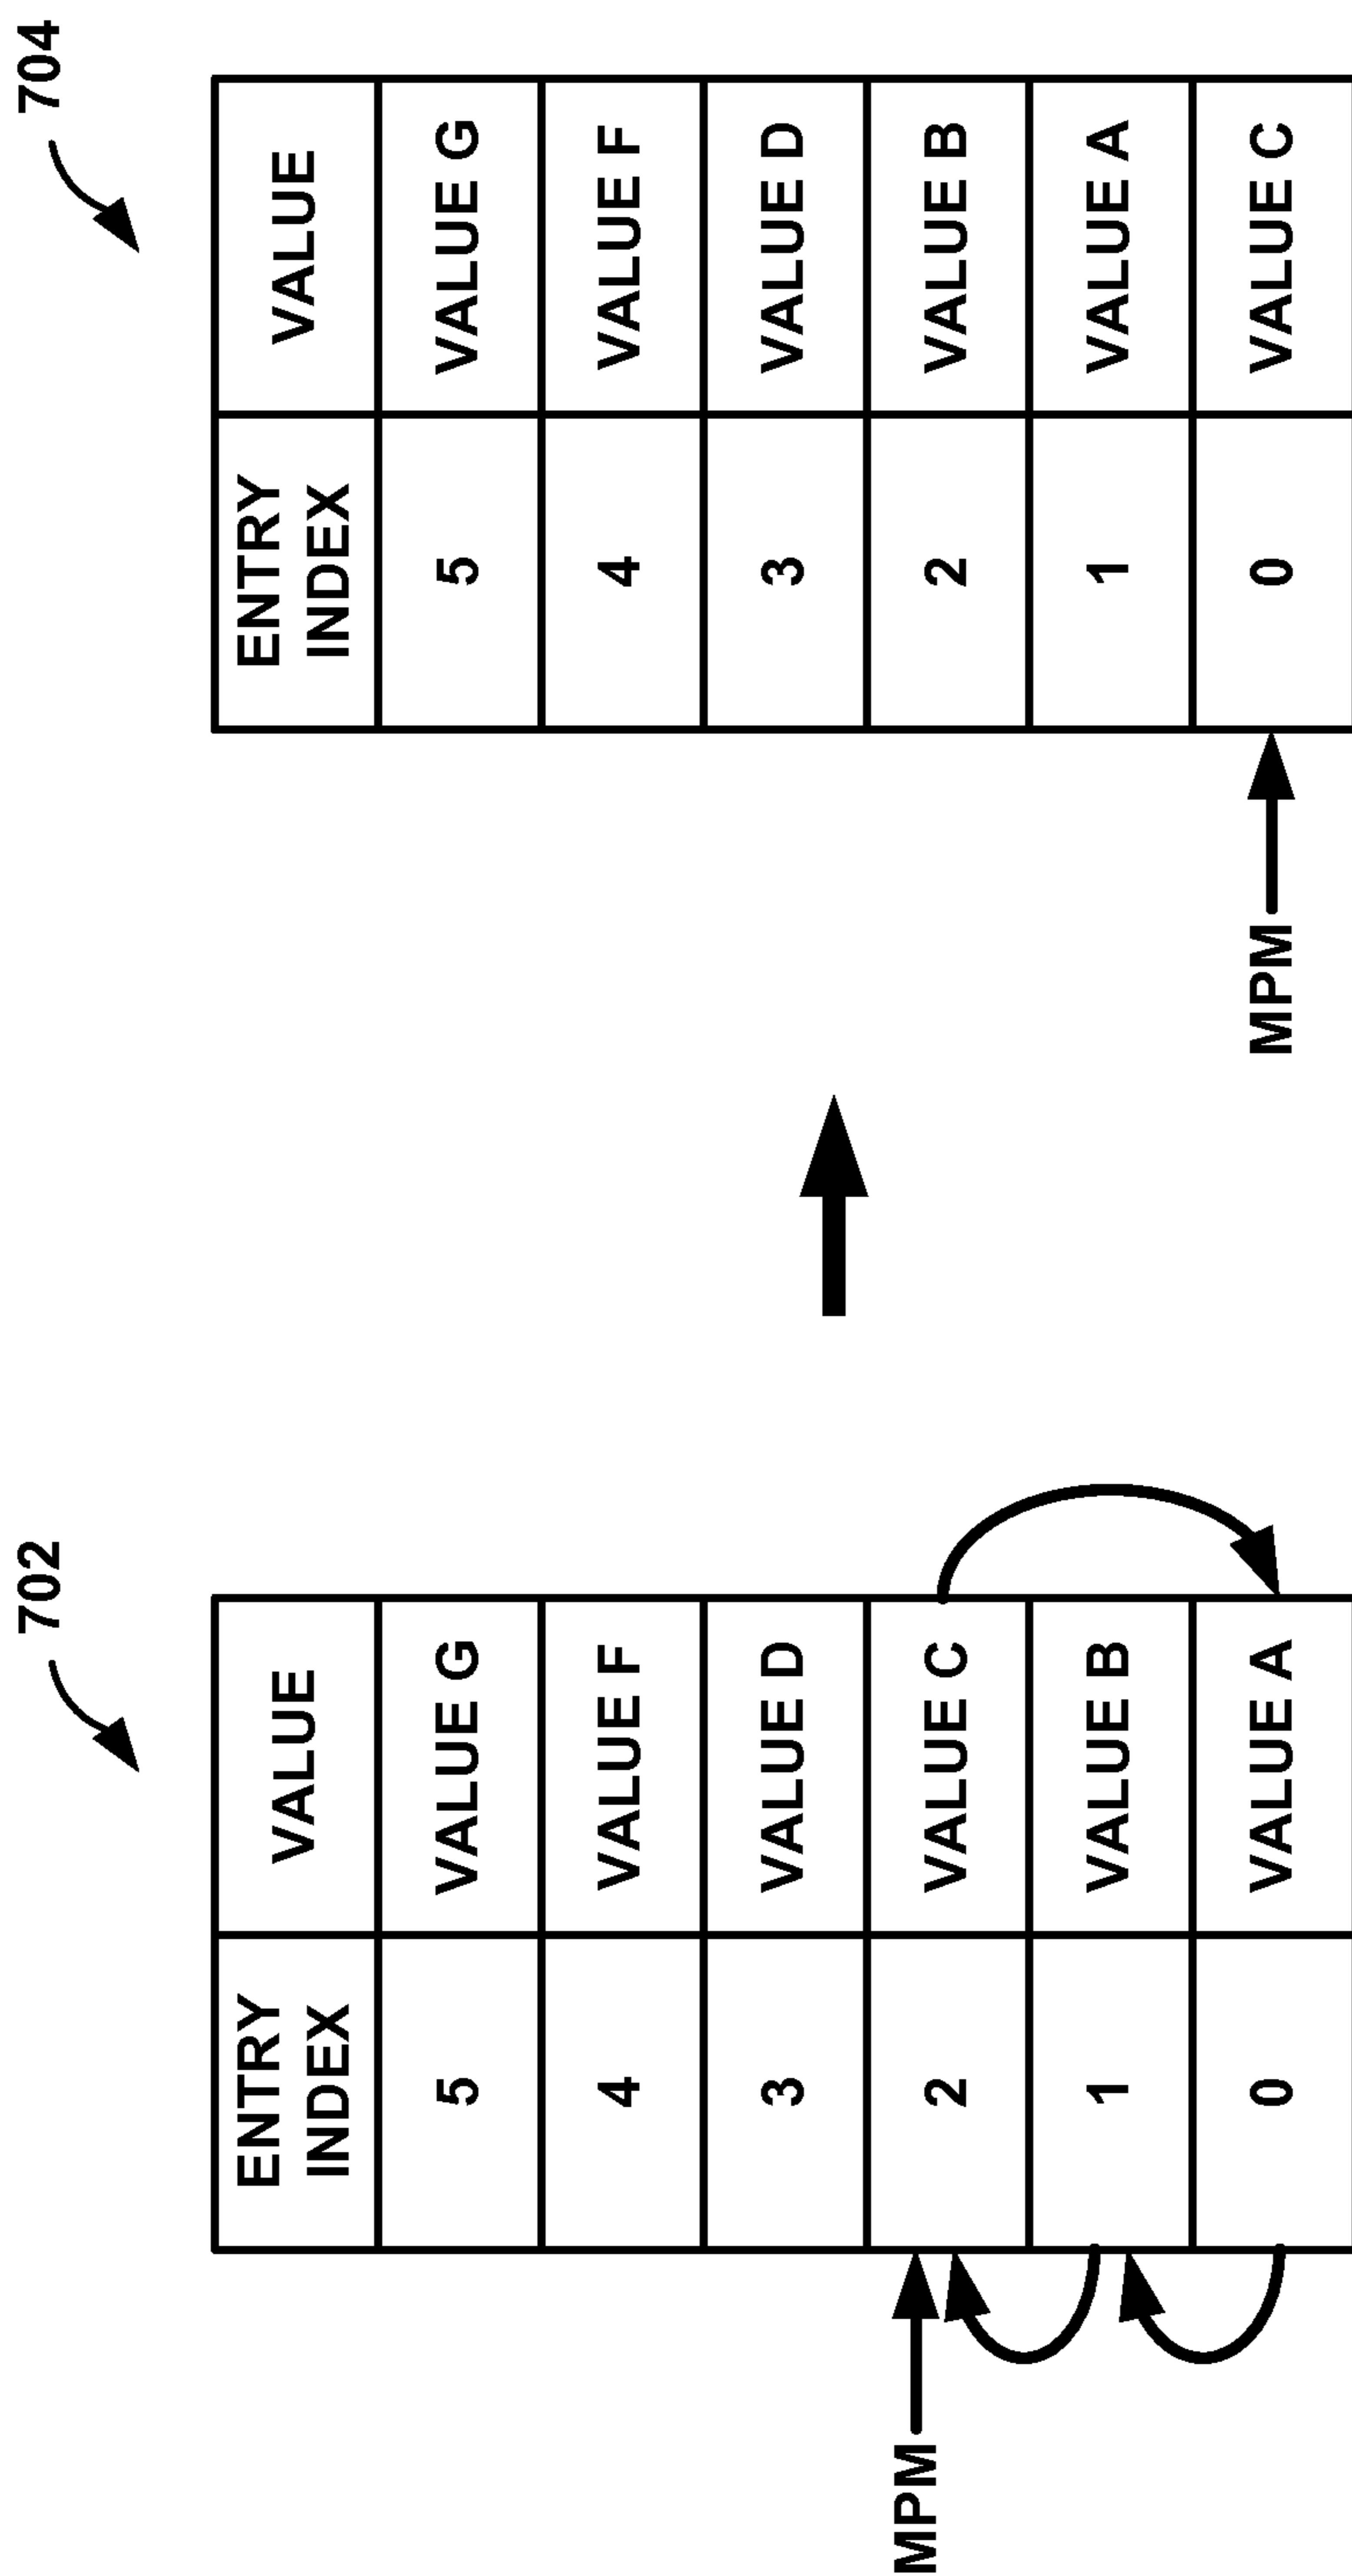 702
ENTRY
INDEX
VALUE
5 VALUE G
4 VALUE F
3 VALUE D
MPM
2 VALUE C
1 VALUE B
0 VALUE A
704
ENTRY
INDEX
VALUE
5 VALUE G
4 VALUE F
3 VALUE D
2 VALUE B
1 VALUE A
MPM
0 VALUE C